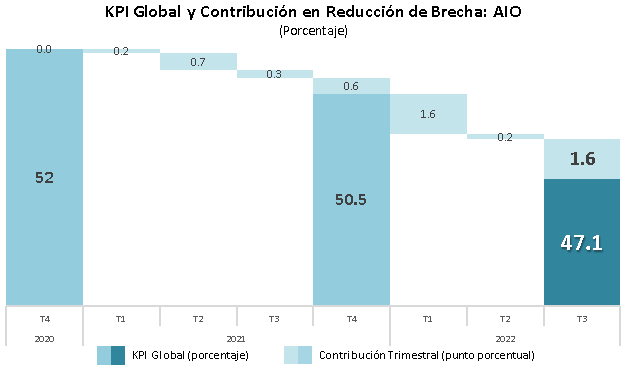 KPI Global y Contribución en Reducción de Brecha: AIO
(Porcentaje)
0.0
0.2
0.7
0.3
0.6
1.6
0.2
1.6
52
50.5
47.1
T4 T1 T2 T3 T4 T1 T2 T3
2020 2021 2022
KPI Global (porcentaje) Contribución Trimestral (punto porcentual)